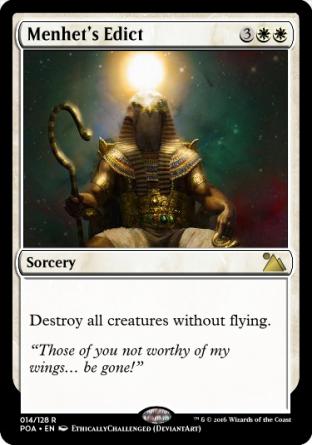 Menhet's Edict 3
Sorcery
Destroy all creatures without flying.
“Those of you not worthy of my
wings... be gone!”
014/128 R
POA • EN EthicallyChallenged (DeviantArt)
™ & © 2016 Wizards of the Coast